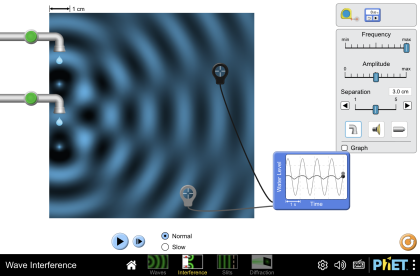 1 cm
Frequency
min
max
Amplitude
0
max
Separation
3.0 cm
1
5
Graph
Water Level
1 s
Time
Normal
Slow
Wave Interference
Waves
Interference
Slits
Diffraction
PhET